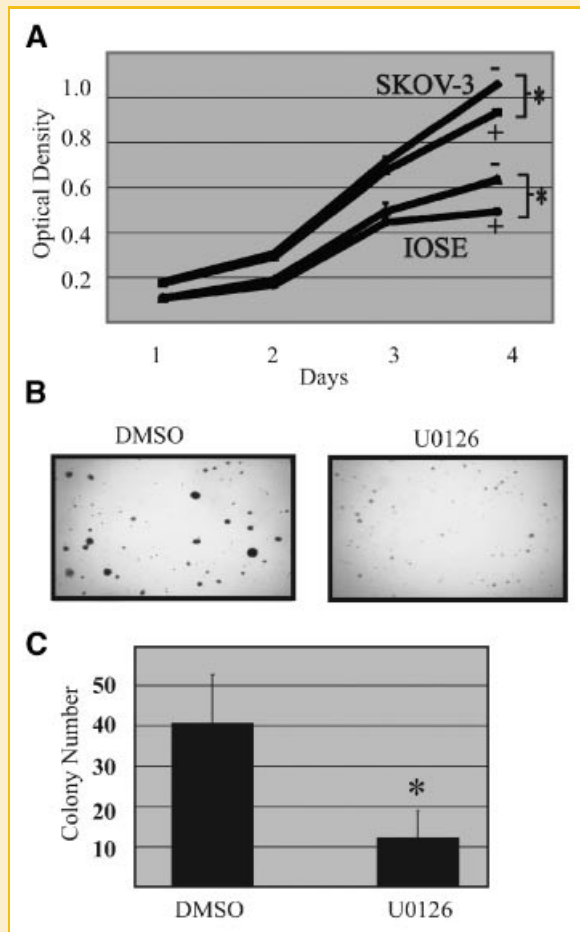 A
1.0
0.8
0.6
0.4
0.2
Optical Density
SKOV-3
-
**
+
-
*
+
IOSE
1 2 3 4
Days
B
DMSO U0126
C
50
40
30
20
10
Colony Number
*
DMSO U0126